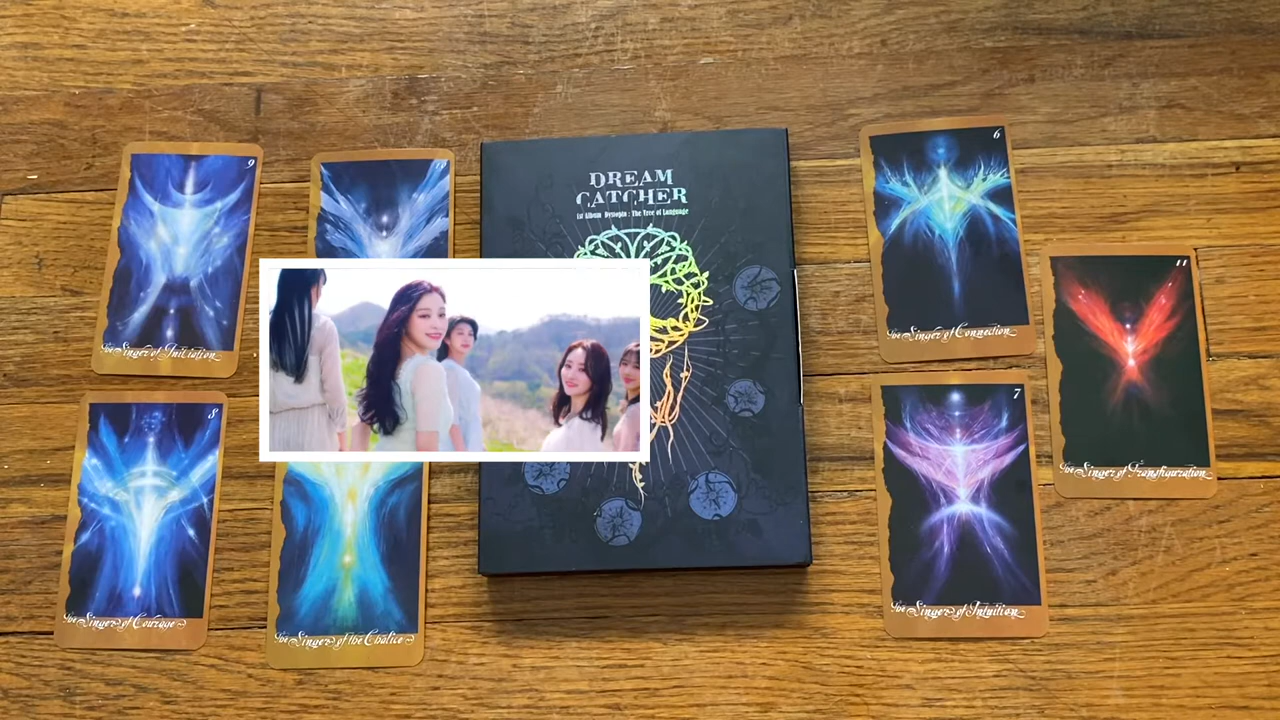 9
The Singer of Initiation
8
The Singer of Courage
The Singer of the Chalice
DREAM
CATCHER
1st Album Dystopia : The Tree of Language
6
The Singer of Connection
7
The Singer of Intuition
11
The Singer of Transfiguration